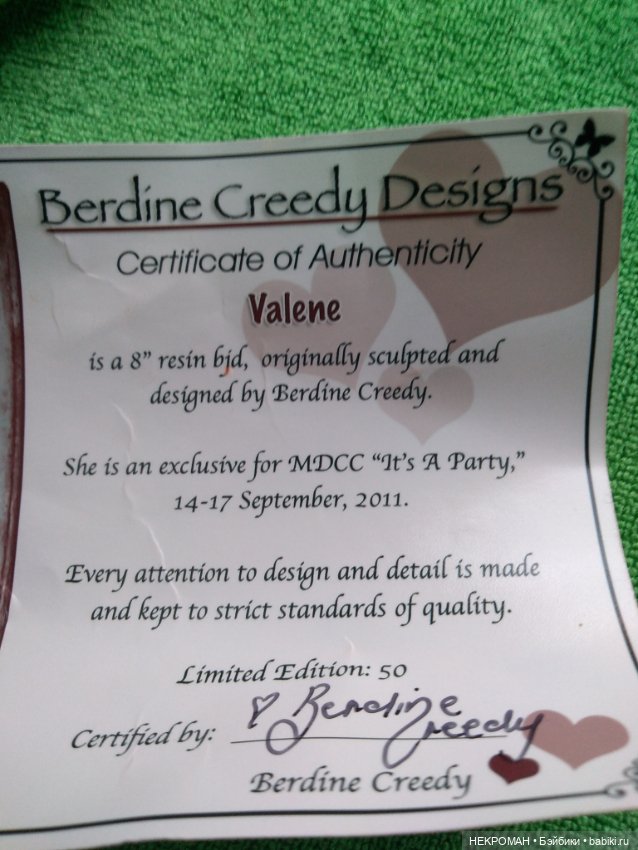 Berdine Creedy Designs
Certificate of Authenticity
Valene
is a 8” resin bjd, originally sculpted and
designed by Berdine Creedy.
She is an exclusive for MDCC “It's A Party,”
14-17 September, 2011.
Every attention to design and detail is made
and kept to strict standards of quality.
Limited Edition: 50
Certified by: Berdine Creedy
Berdine Creedy
НЕКРОМАН • Бэйбики • babiki.ru